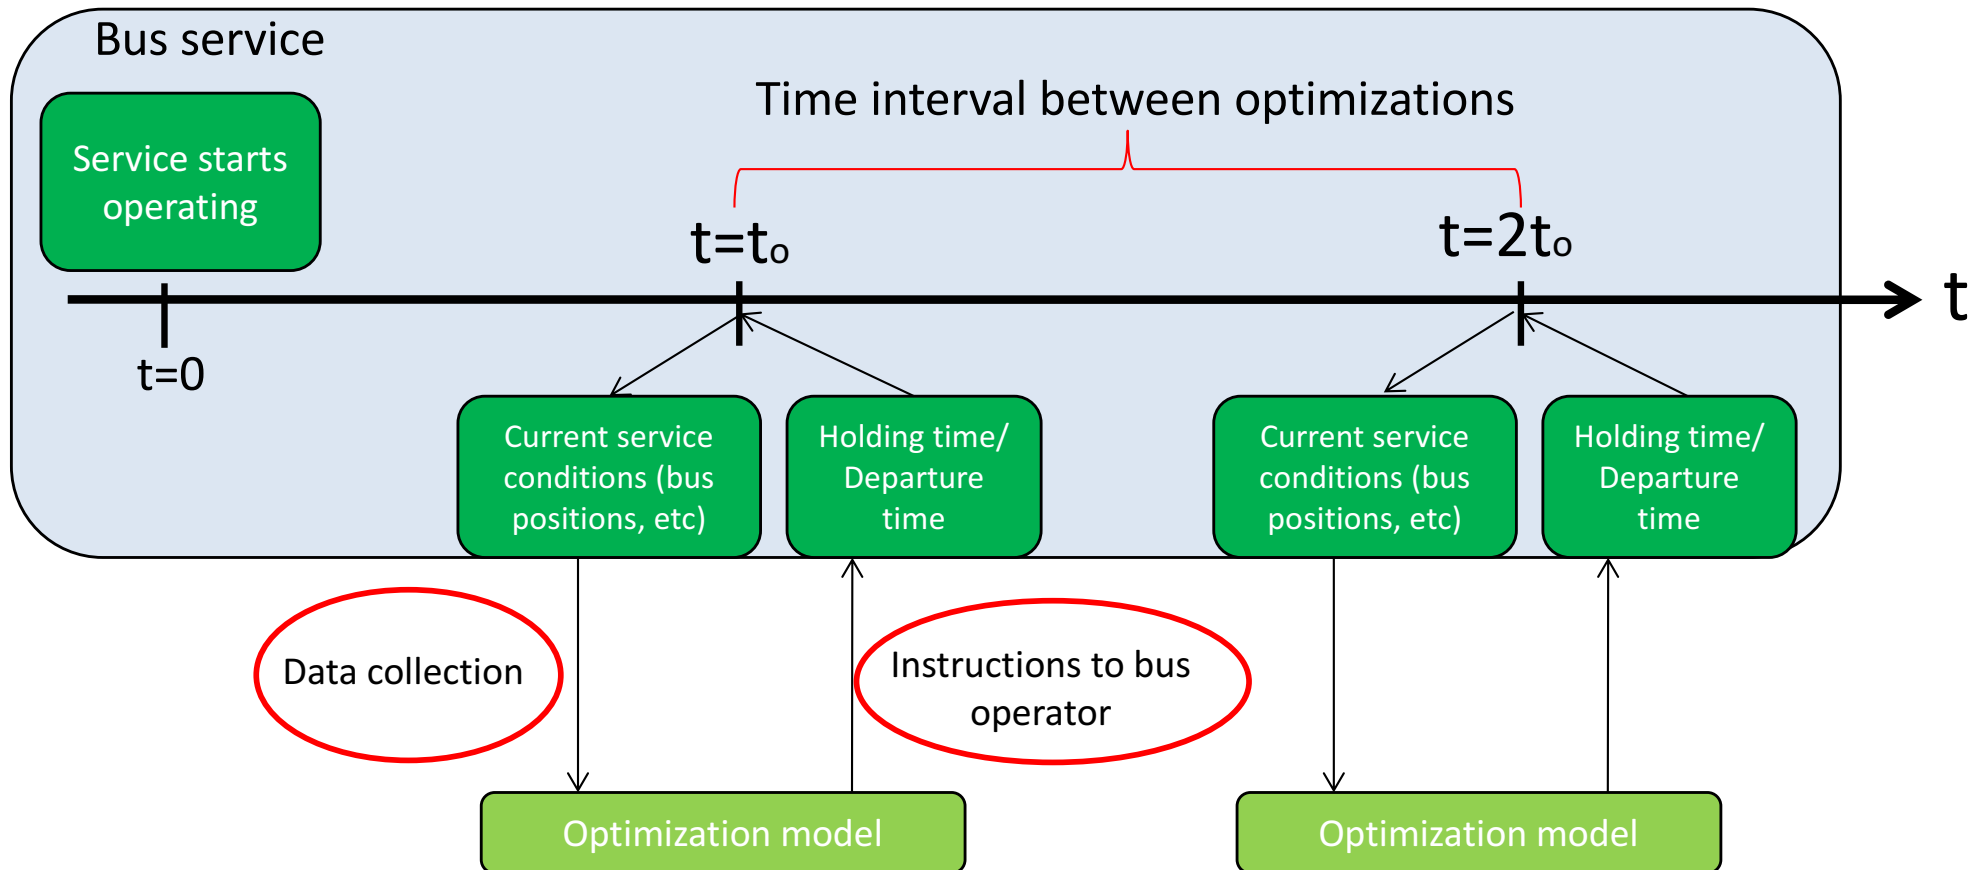 Bus service
Time interval between optimizations
Service starts
operating
t=to
t=2to
t
t=0
Current service
conditions (bus
positions, etc)
Holding time/
Departure
time
Current service
conditions (bus
positions, etc)
Holding time/
Departure
time
Data collection
Instructions to bus
operator
Optimization model
Optimization model